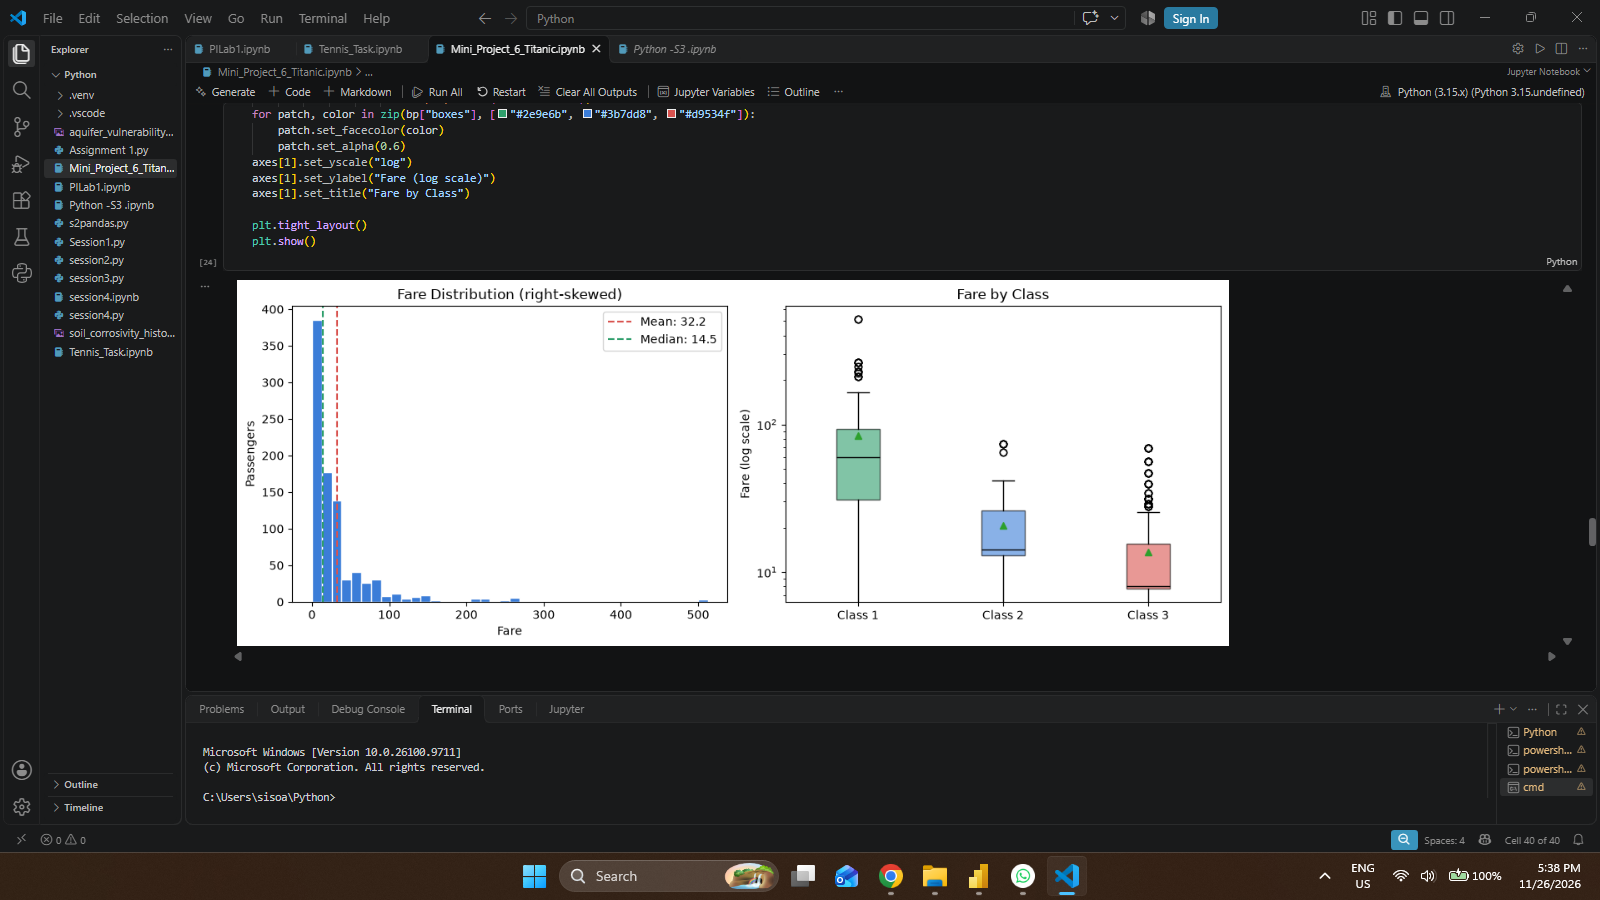 File Edit Selection View Go Run Terminal Help
Python
Sign In
Explorer
Python
.venv
.vscode
aquifer_vulnerability...
Assignment 1.py
Mini_Project_6_Titan...
PILab1.ipynb
Python -S3 .ipynb
s2pandas.py
Session1.py
session2.py
session3.py
session4.ipynb
session4.py
soil_corrosivity_histo...
Tennis_Task.ipynb
Outline
Timeline
PILab1.ipynb Tennis_Task.ipynb Mini_Project_6_Titanic.ipynb Python -S3 .ipynb
Mini_Project_6_Titanic.ipynb > ...
Jupyter Notebook
Generate + Code + Markdown Run All Restart Clear All Outputs Jupyter Variables Outline ...
Python (3.15.x) (Python 3.15.undefined)
for patch, color in zip(bp["boxes"], ["#2e9e6b", "#3b7dd8", "#d9534f"]):
patch.set_facecolor(color)
patch.set_alpha(0.6)
axes[1].set_yscale("log")
axes[1].set_ylabel("Fare (log scale)")
axes[1].set_title("Fare by Class")
plt.tight_layout()
plt.show()
[24]
Python
Fare Distribution (right-skewed)
Mean: 32.2
Median: 14.5
Passengers
400
350
300
250
200
150
100
50
0
0 100 200 300 400 500
Fare
Fare by Class
Fare (log scale)
10²
10¹
Class 1 Class 2 Class 3
Problems Output Debug Console Terminal Ports Jupyter
Microsoft Windows [Version 10.0.26100.9711]
(c) Microsoft Corporation. All rights reserved.
C:\Users\sisoa\Python>
Python
powersh...
powersh...
cmd
0 0
Spaces: 4 Cell 40 of 40
Search
ENG
US
100%
5:38 PM
11/26/2026